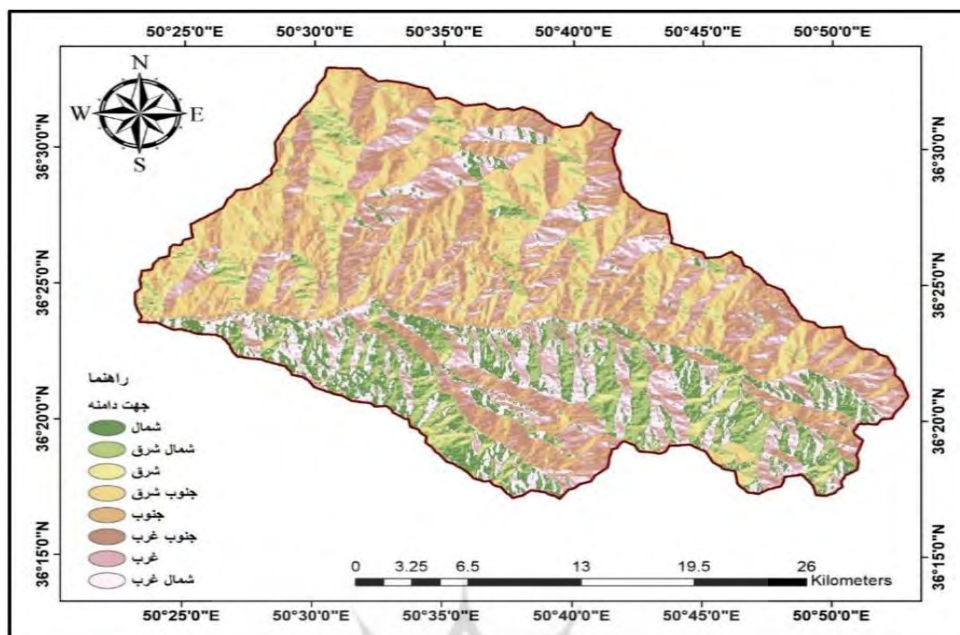 50°25'0"E 50°30'0"E 50°35'0"E 50°40'0"E 50°45'0"E 50°50'0"E
N
W E
S
36°30'0"N 36°30'0"N
36°25'0"N 36°25'0"N
36°20'0"N 36°20'0"N
36°15'0"N 36°15'0"N
راهنما
جهت دامنه
شمال
شمال شرق
شرق
جنوب شرق
جنوب
جنوب غرب
غرب
شمال غرب
0 3.25 6.5 13 19.5 26
Kilometers
50°25'0"E 50°30'0"E 50°35'0"E 50°40'0"E 50°45'0"E 50°50'0"E